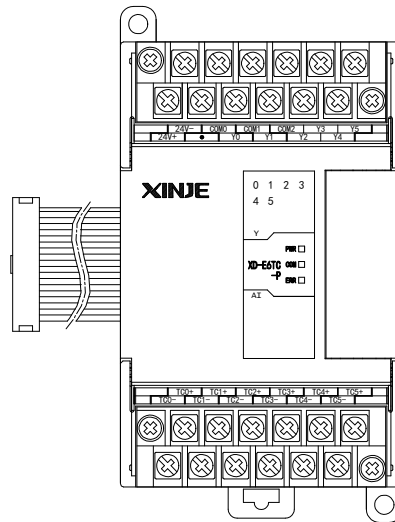 24V- COM0 COM1 COM2 Y3 Y5
24V+ ● Y0 Y1 Y2 Y4
XINJE
0 1 2 3
4 5
Y
PWR
XD-E6TC COM
-P
ERR
AI
TC0+ TC1+ TC2+ TC3+ TC4+ TC5+
TC0- TC1- TC2- TC3- TC4- TC5-